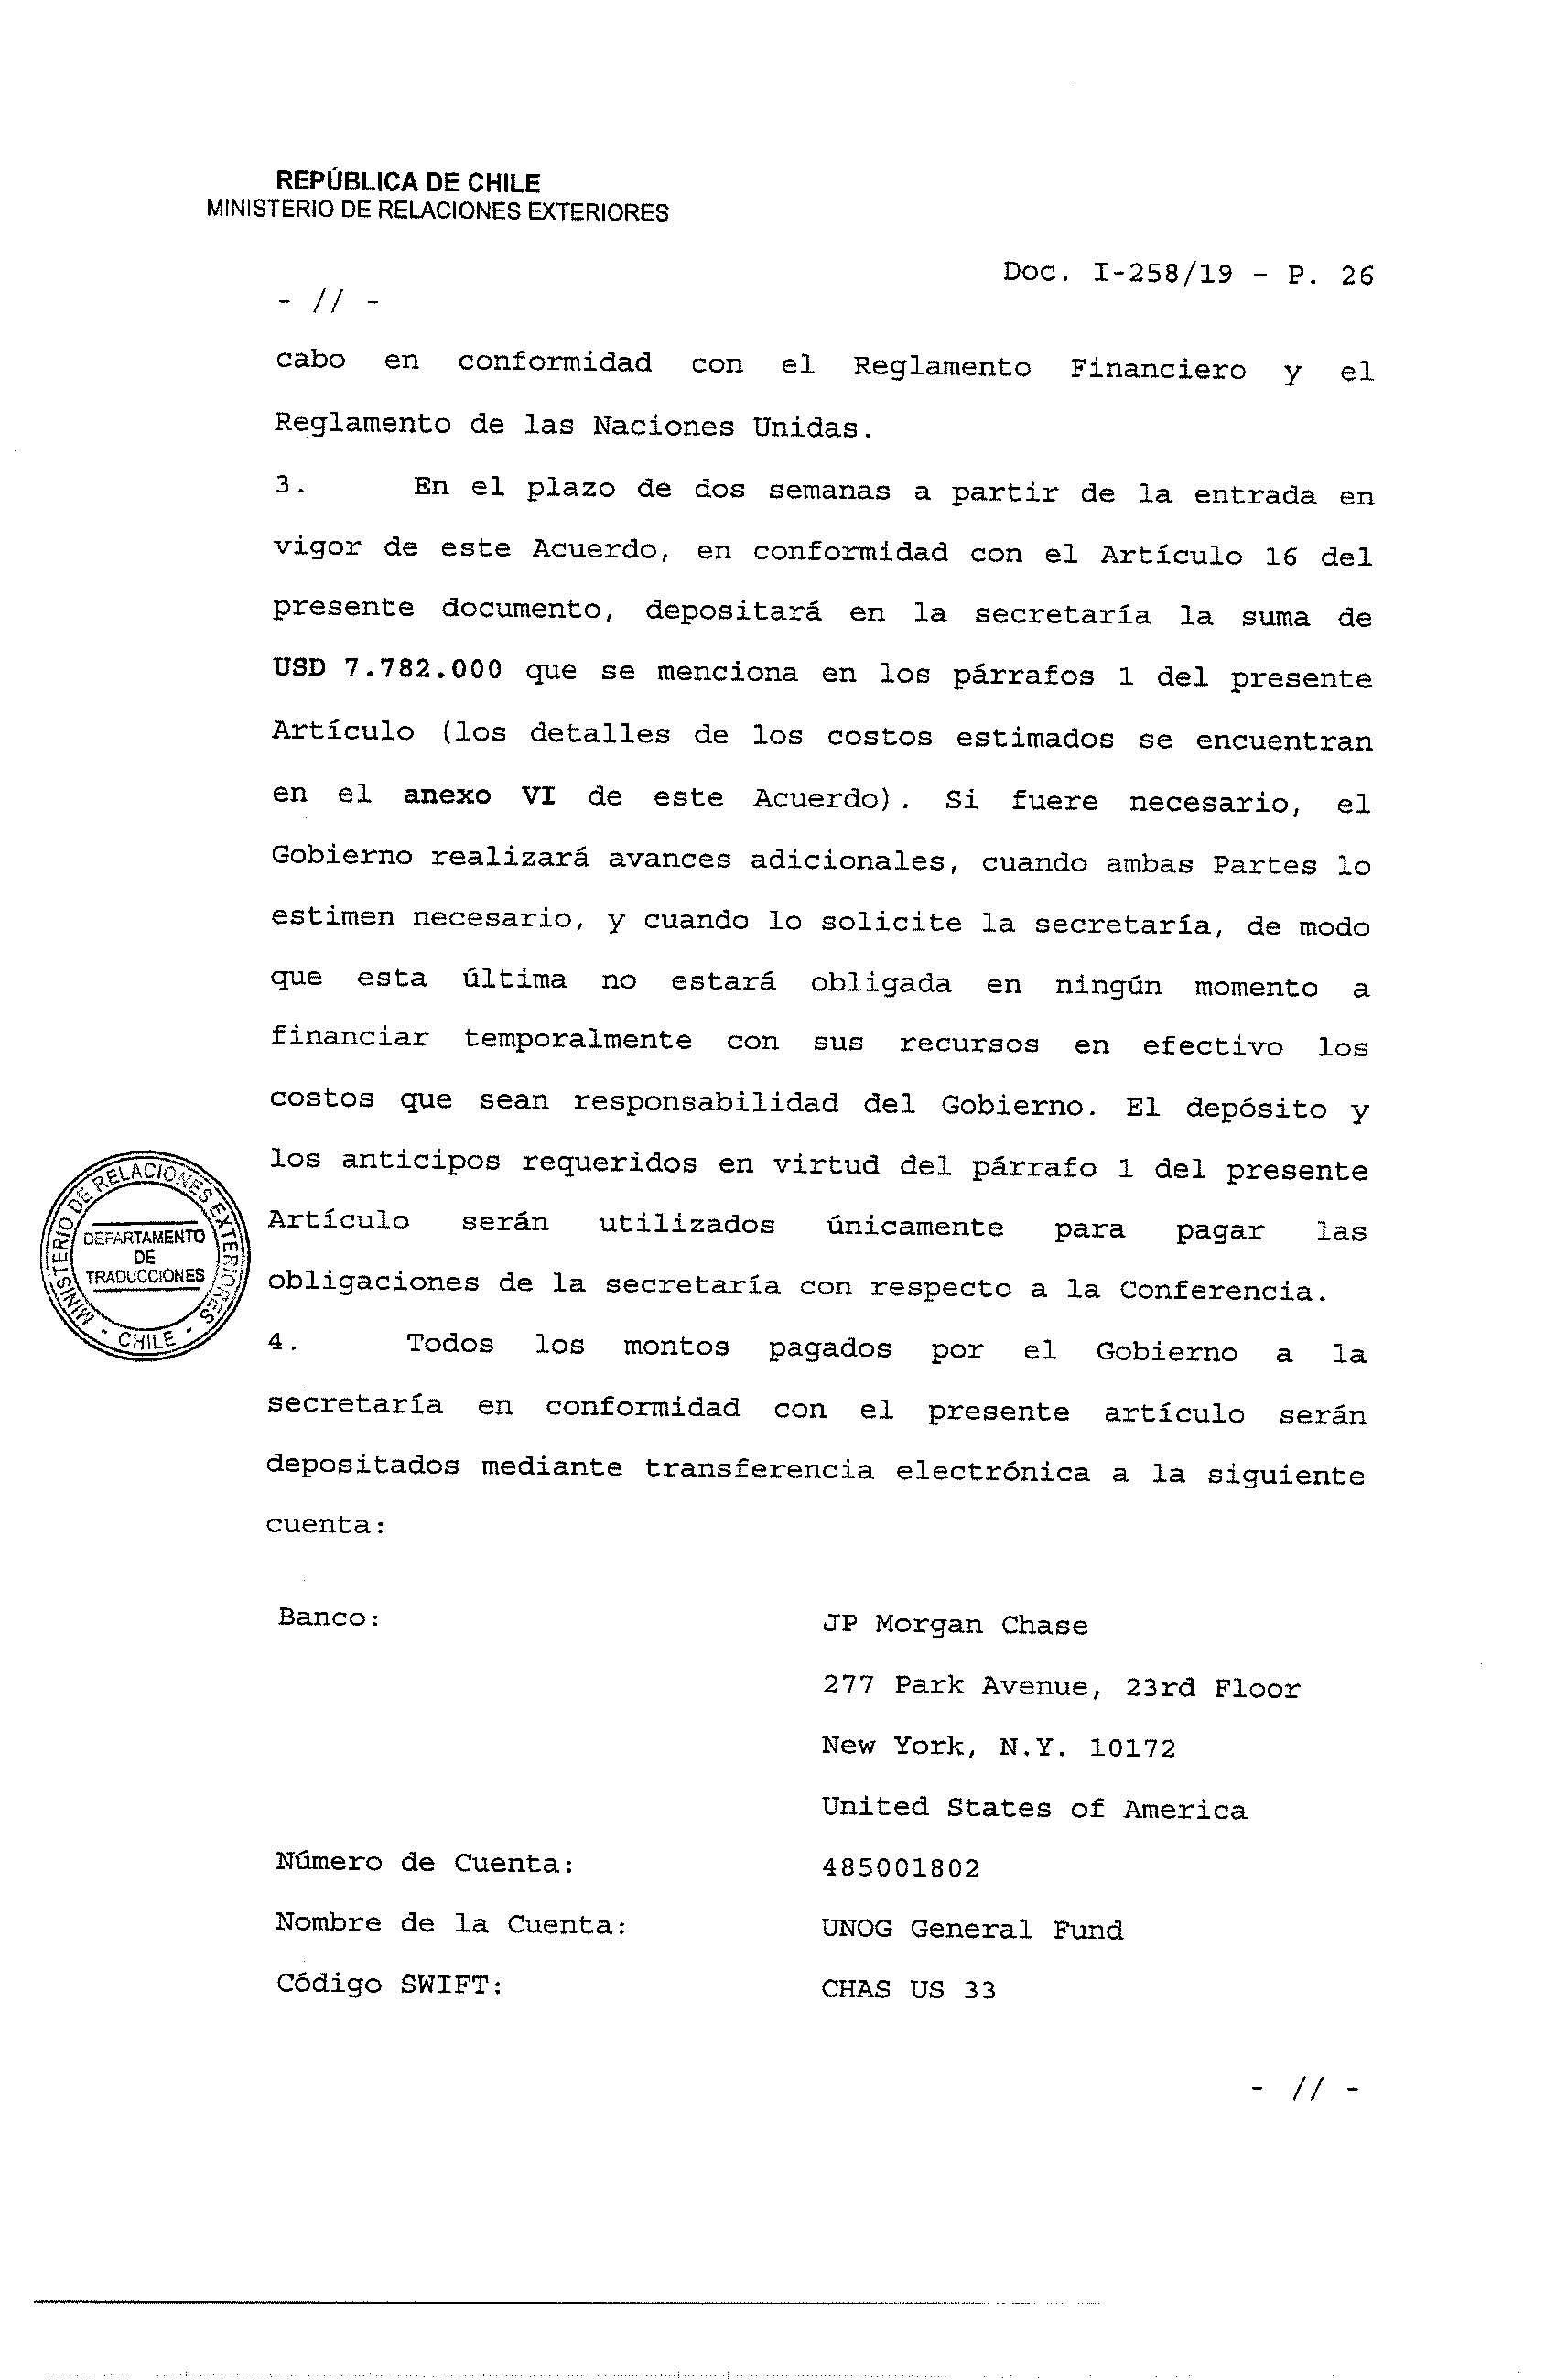 REPÚBLICA DE CHILE
MINISTERIO DE RELACIONES EXTERIORES
Doc. I-258/19 - P. 26
- // -
cabo en conformidad con el Reglamento Financiero y el
Reglamento de las Naciones Unidas.
3. En el plazo de dos semanas a partir de la entrada en
vigor de este Acuerdo, en conformidad con el Artículo 16 del
presente documento, depositará en la secretaría la suma de
USD 7.782.000 que se menciona en los párrafos 1 del presente
Artículo (los detalles de los costos estimados se encuentran
en el anexo VI de este Acuerdo). Si fuere necesario, el
Gobierno realizará avances adicionales, cuando ambas Partes lo
estimen necesario, y cuando lo solicite la secretaría, de modo
que esta última no estará obligada en ningún momento a
financiar temporalmente con sus recursos en efectivo los
costos que sean responsabilidad del Gobierno. El depósito y
los anticipos requeridos en virtud del párrafo 1 del presente
Artículo serán utilizados únicamente para pagar las
obligaciones de la secretaría con respecto a la Conferencia.
MINISTERIO DE RELACIONES EXTERIORES
DEPARTAMENTO
DE
TRADUCCIONES
- CHILE -
4. Todos los montos pagados por el Gobierno a la
secretaría en conformidad con el presente artículo serán
depositados mediante transferencia electrónica a la siguiente
cuenta:
Banco: JP Morgan Chase
277 Park Avenue, 23rd Floor
New York, N.Y. 10172
United States of America
Número de Cuenta: 485001802
Nombre de la Cuenta: UNOG General Fund
Código SWIFT: CHAS US 33
- // -